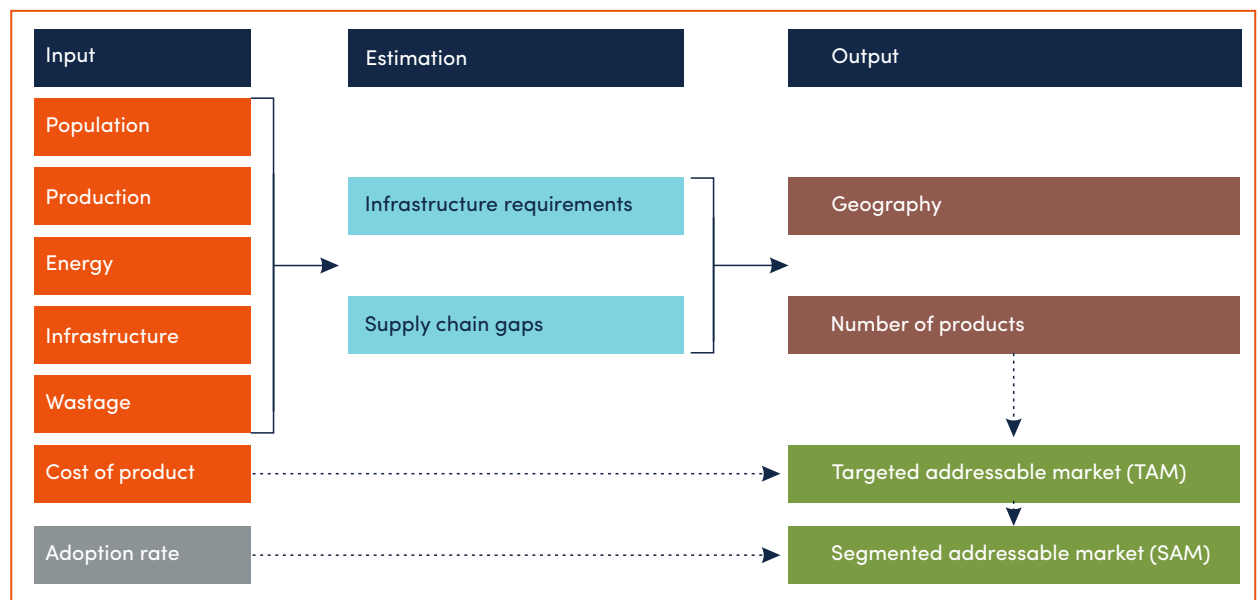 Input
Estimation
Output
Population
Production
Infrastructure requirements
Geography
Energy
Infrastructure
Supply chain gaps
Number of products
Wastage
Cost of product
Targeted addressable market (TAM)
Adoption rate
Segmented addressable market (SAM)